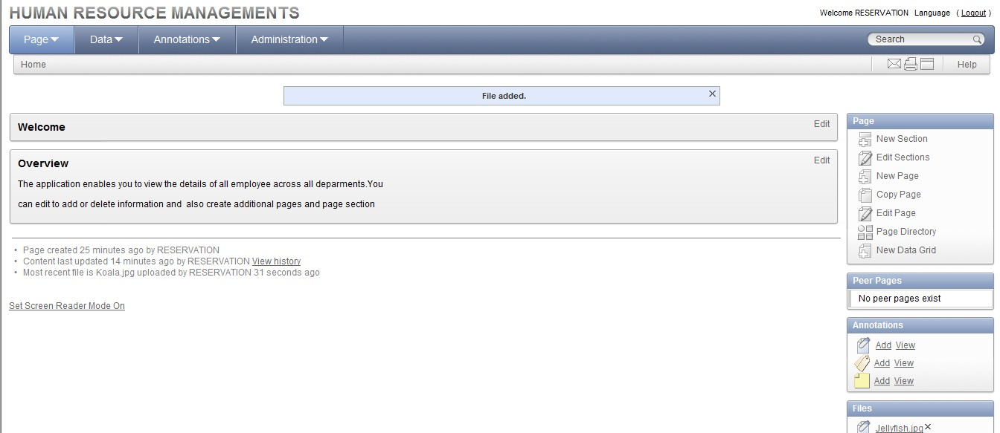 HUMAN RESOURCE MANAGEMENTS
Welcome RESERVATION Language ( Logout )
Page Data Annotations Administration Search
Home Help
File added.
Welcome Edit
Overview Edit
The application enables you to view the details of all employee across all deparments.You
can edit to add or delete information and also create additional pages and page section
Page created 25 minutes ago by RESERVATION
Content last updated 14 minutes ago by RESERVATION View history
Most recent file is Koala.jpg uploaded by RESERVATION 31 seconds ago
Set Screen Reader Mode On
Page
New Section
Edit Sections
New Page
Copy Page
Edit Page
Page Directory
New Data Grid
Peer Pages
No peer pages exist
Annotations
Add View
Add View
Add View
Files
Jellyfish.jpg